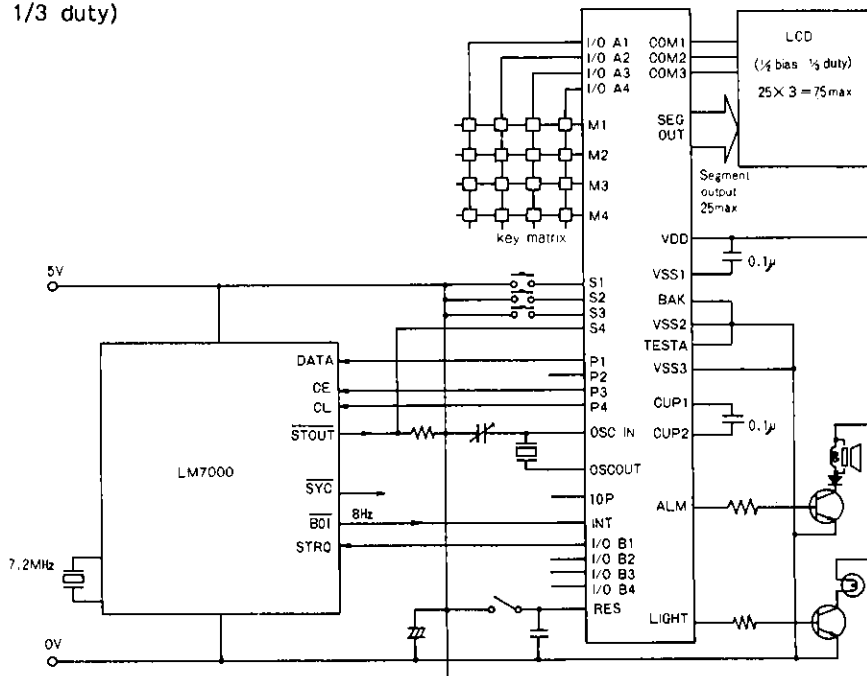 1/3 duty)
I/O A1
I/O A2
I/O A3
I/O A4
M1
M2
M3
M4
key matrix
COM1
COM2
COM3
SEG
OUT
LCD
(½ bias ⅓ duty)
25×3=75max
Segment
output
25max
VDD
0.1μ
VSS1
BAK
VSS2
TESTA
VSS3
CUP1
0.1μ
CUP2
5V
S1
S2
S3
S4
DATA
P1
P2
CE
P3
CL
P4
STOUT
OSC IN
OSCOUT
LM7000
SYC
10P
ALM
BO1
8Hz
INT
STRQ
I/O B1
I/O B2
I/O B3
I/O B4
7.2MHz
RES
LIGHT
0V